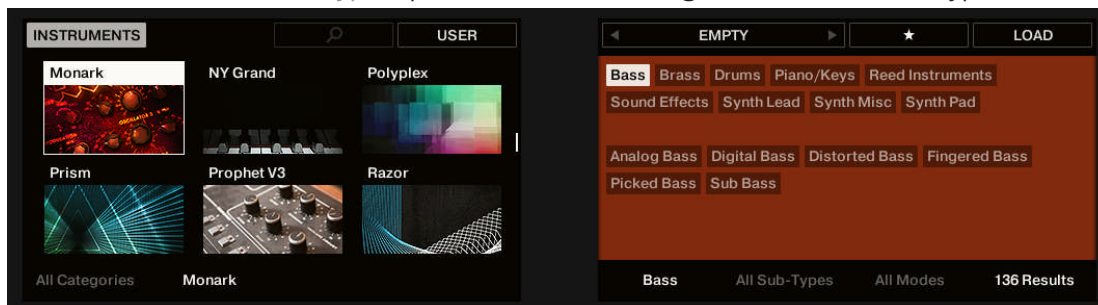 INSTRUMENTS USER
Monark NY Grand Polyplex
Prism Prophet V3 Razor
All Categories Monark
EMPTY ★ LOAD
Bass Brass Drums Piano/Keys Reed Instruments
Sound Effects Synth Lead Synth Misc Synth Pad
Analog Bass Digital Bass Distorted Bass Fingered Bass
Picked Bass Sub Bass
Bass All Sub-Types All Modes 136 Results